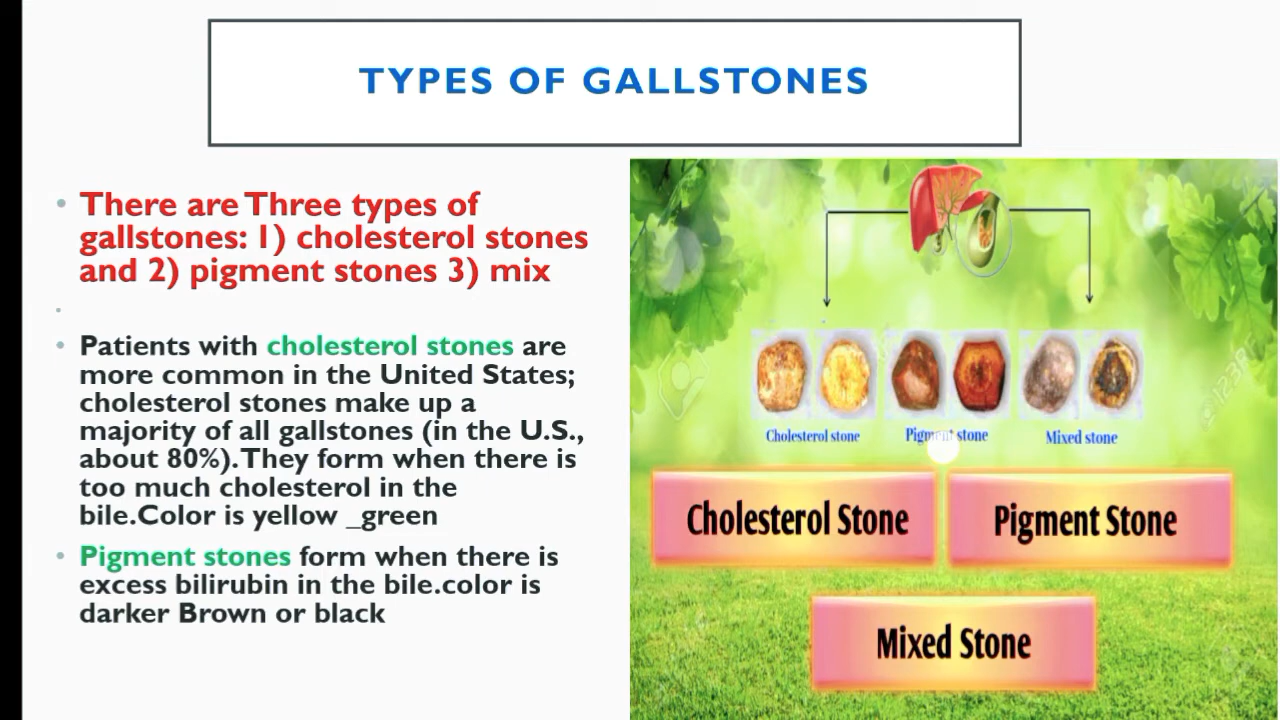 TYPES OF GALLSTONES
There are Three types of
gallstones: 1) cholesterol stones
and 2) pigment stones 3) mix
Patients with cholesterol stones are
more common in the United States;
cholesterol stones make up a
majority of all gallstones (in the U.S.,
about 80%).They form when there is
too much cholesterol in the
bile.Color is yellow _green
Pigment stones form when there is
excess bilirubin in the bile.color is
darker Brown or black
Cholesterol stone
Pigment stone
Mixed stone
Cholesterol Stone
Pigment Stone
Mixed Stone